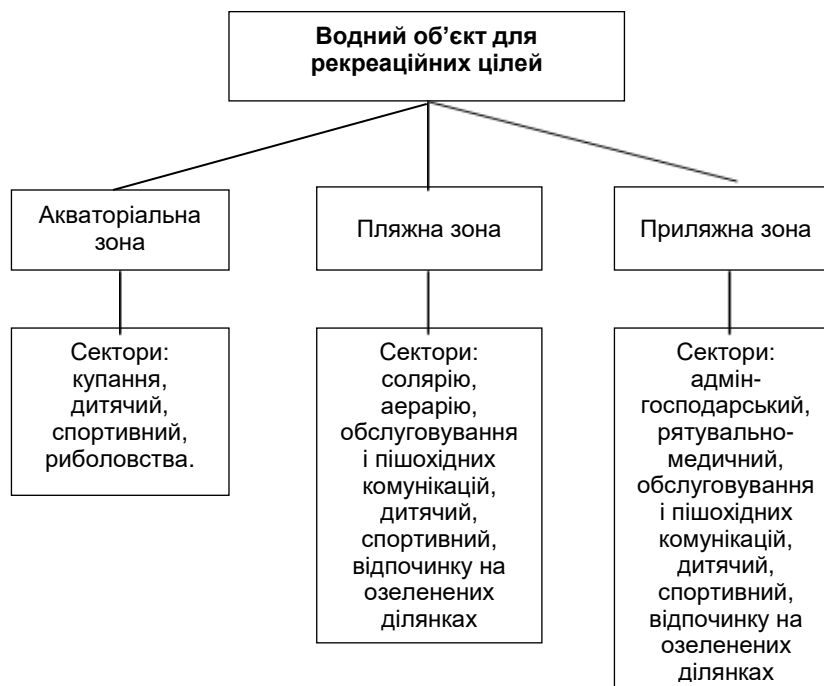 Водний об’єкт для
рекреаційних цілей
Акваторіальна
зона
Пляжна зона
Приляжна зона
Сектори:
купання,
дитячий,
спортивний,
риболовства.
Сектори:
солярію,
аерарію,
обслуговування
і пішохідних
комунікацій,
дитячий,
спортивний,
відпочинку на
озеленених
ділянках
Сектори:
адмін-
господарський,
рятувально-
медичний,
обслуговування
і пішохідних
комунікацій,
дитячий,
спортивний,
відпочинку на
озеленених
ділянках